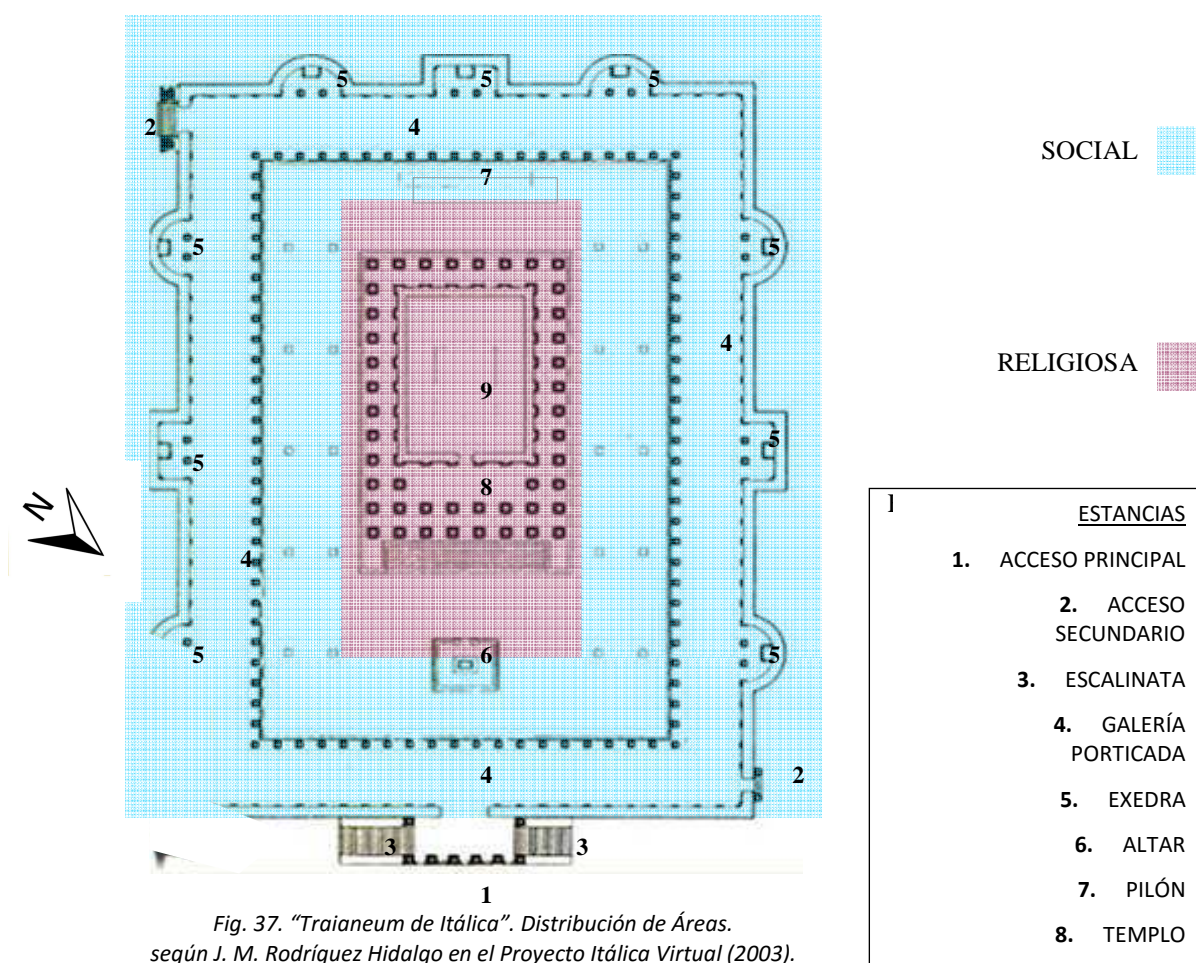 5 5 5
2
4
7
5 5
4
9
5
5
8
N
4
6
5 5
4
2
3 3
1
Fig. 37. “Traianeum de Itálica”. Distribución de Áreas.
según J. M. Rodríguez Hidalgo en el Proyecto Itálica Virtual (2003).
SOCIAL
RELIGIOSA
ESTANCIAS
1. ACCESO PRINCIPAL
2. ACCESO
SECUNDARIO
3. ESCALINATA
4. GALERÍA
PORTICADA
5. EXEDRA
6. ALTAR
7. PILÓN
8. TEMPLO